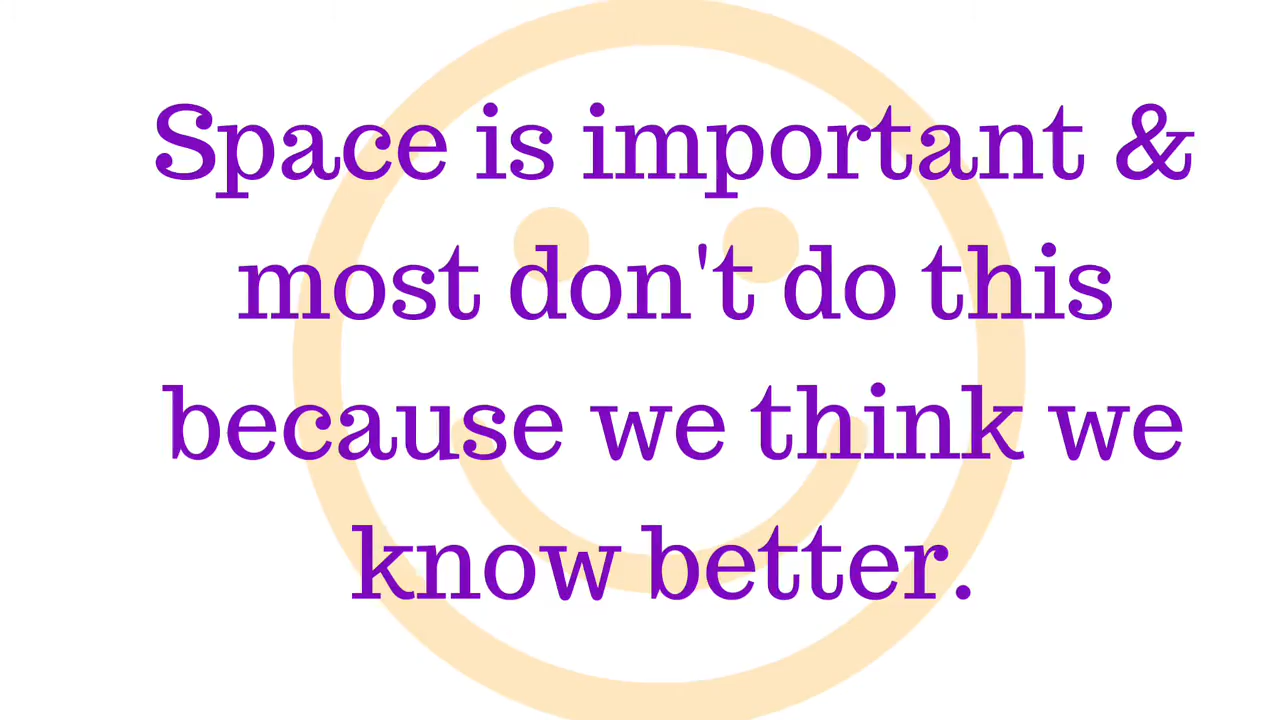 Space is important &
most don't do this
because we think we
know better.